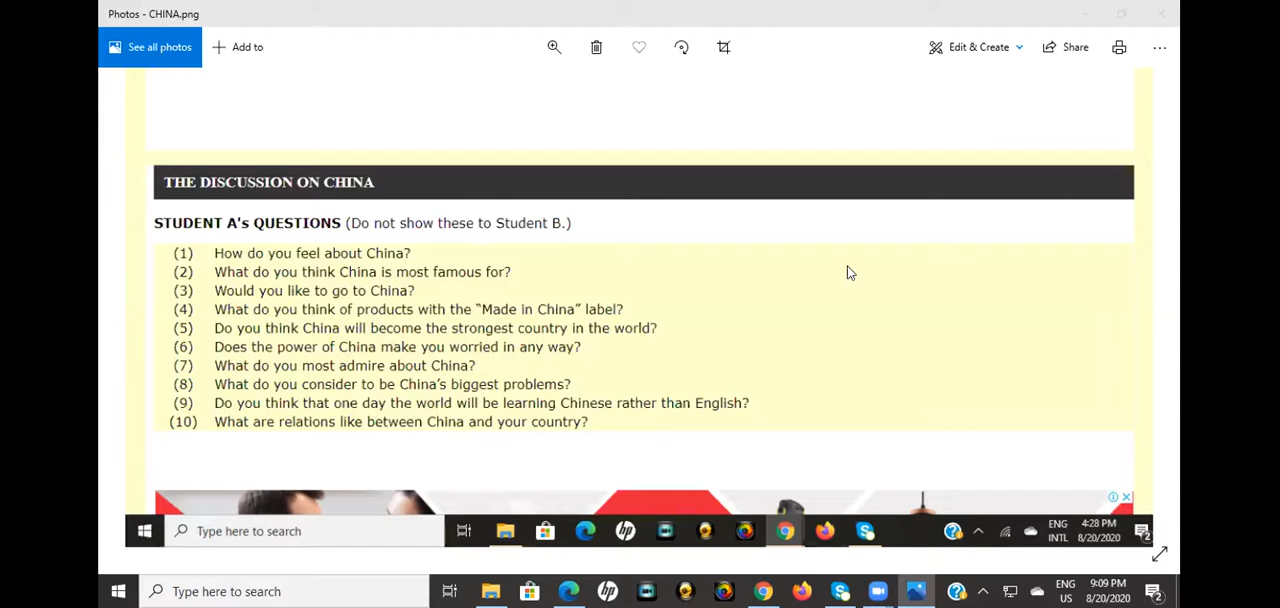 Photos - CHINA.png
See all photos
Add to
Edit & Create
Share
THE DISCUSSION ON CHINA
STUDENT A's QUESTIONS (Do not show these to Student B.)
(1) How do you feel about China?
(2) What do you think China is most famous for?
(3) Would you like to go to China?
(4) What do you think of products with the “Made in China” label?
(5) Do you think China will become the strongest country in the world?
(6) Does the power of China make you worried in any way?
(7) What do you most admire about China?
(8) What do you consider to be China’s biggest problems?
(9) Do you think that one day the world will be learning Chinese rather than English?
(10) What are relations like between China and your country?
Type here to search
hp
ENG
INTL
4:28 PM
8/20/2020
2
Type here to search
hp
ENG
US
9:09 PM
8/20/2020
2